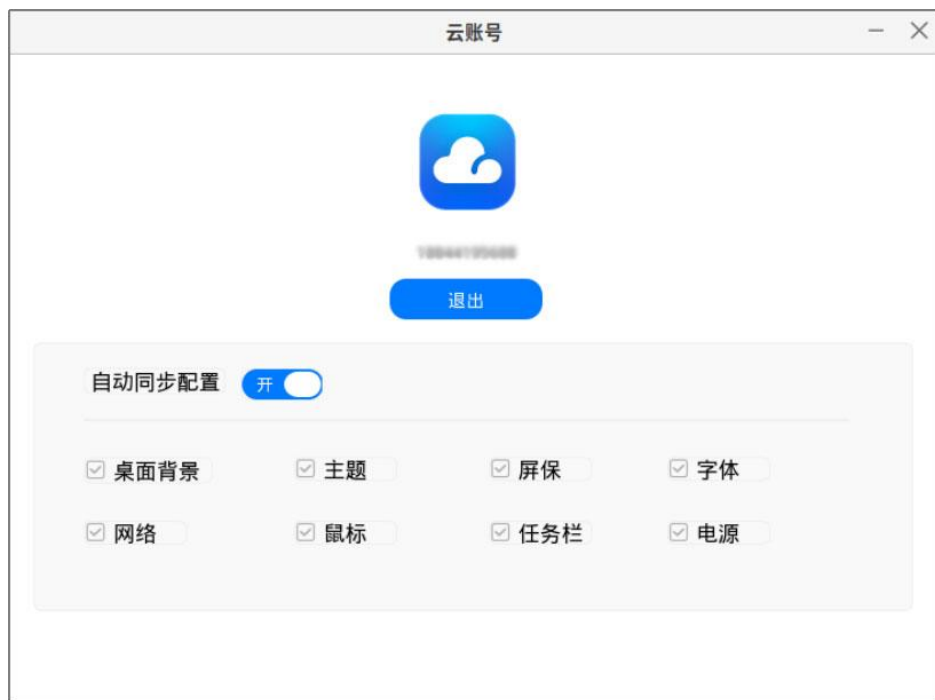 云账号
退出
自动同步配置 开
桌面背景 主题 屏保 字体
网络 鼠标 任务栏 电源